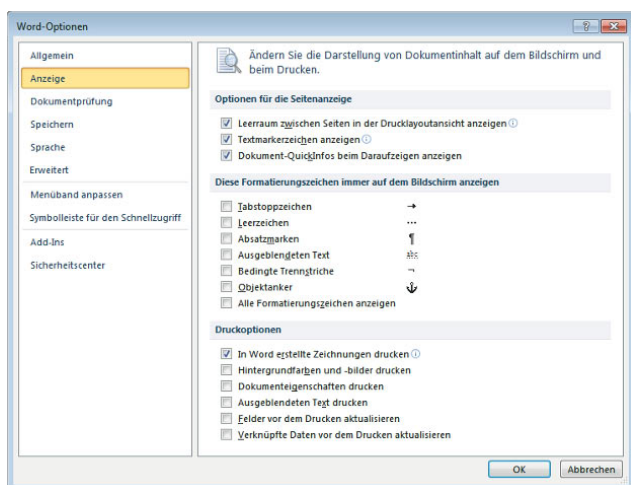 Word-Optionen
Allgemein
Anzeige
Dokumentprüfung
Speichern
Sprache
Erweitert
Menüband anpassen
Symbolleiste für den Schnellzugriff
Add-Ins
Sicherheitscenter
Ändern Sie die Darstellung von Dokumentinhalt auf dem Bildschirm und
beim Drucken.
Optionen für die Seitenanzeige
Leerraum zwischen Seiten in der Drucklayoutansicht anzeigen
Textmarkerzeichen anzeigen
Dokument-QuickInfos beim Daraufzeigen anzeigen
Diese Formatierungszeichen immer auf dem Bildschirm anzeigen
Tabstoppzeichen →
Leerzeichen ···
Absatzmarken ¶
Ausgeblendeten Text abc
Bedingte Trennstriche ¬
Objektanker ⚓
Alle Formatierungszeichen anzeigen
Druckoptionen
In Word erstellte Zeichnungen drucken
Hintergrundfarben und -bilder drucken
Dokumenteigenschaften drucken
Ausgeblendeten Text drucken
Felder vor dem Drucken aktualisieren
Verknüpfte Daten vor dem Drucken aktualisieren
OK Abbrechen